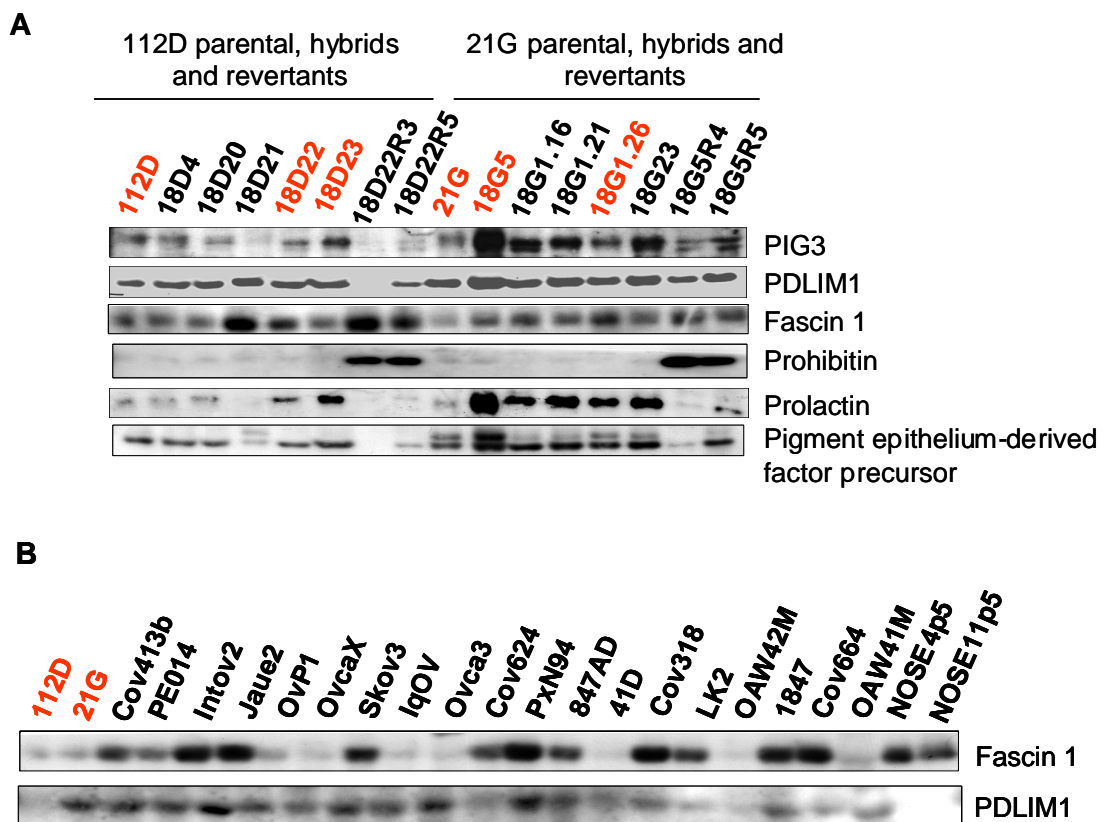 A
112D parental, hybrids
and revertants
21G parental, hybrids and
revertants
112D
18D4
18D20
18D21
18D22
18D23
18D22R3
18D22R5
21G
18G5
18G1.16
18G1.21
18G1.26
18G23
18G5R4
18G5R5
PIG3
PDLIM1
Fascin 1
Prohibitin
Prolactin
Pigment epithelium-derived
factor precursor
B
112D
21G
Cov413b
PE014
Intov2
Jaue2
OvP1
OvcaX
Skov3
IqOV
Ovca3
Cov624
PxN94
847AD
41D
Cov318
LK2
OAW42M
1847
Cov664
OAW41M
NOSE4p5
NOSE11p5
Fascin 1
PDLIM1